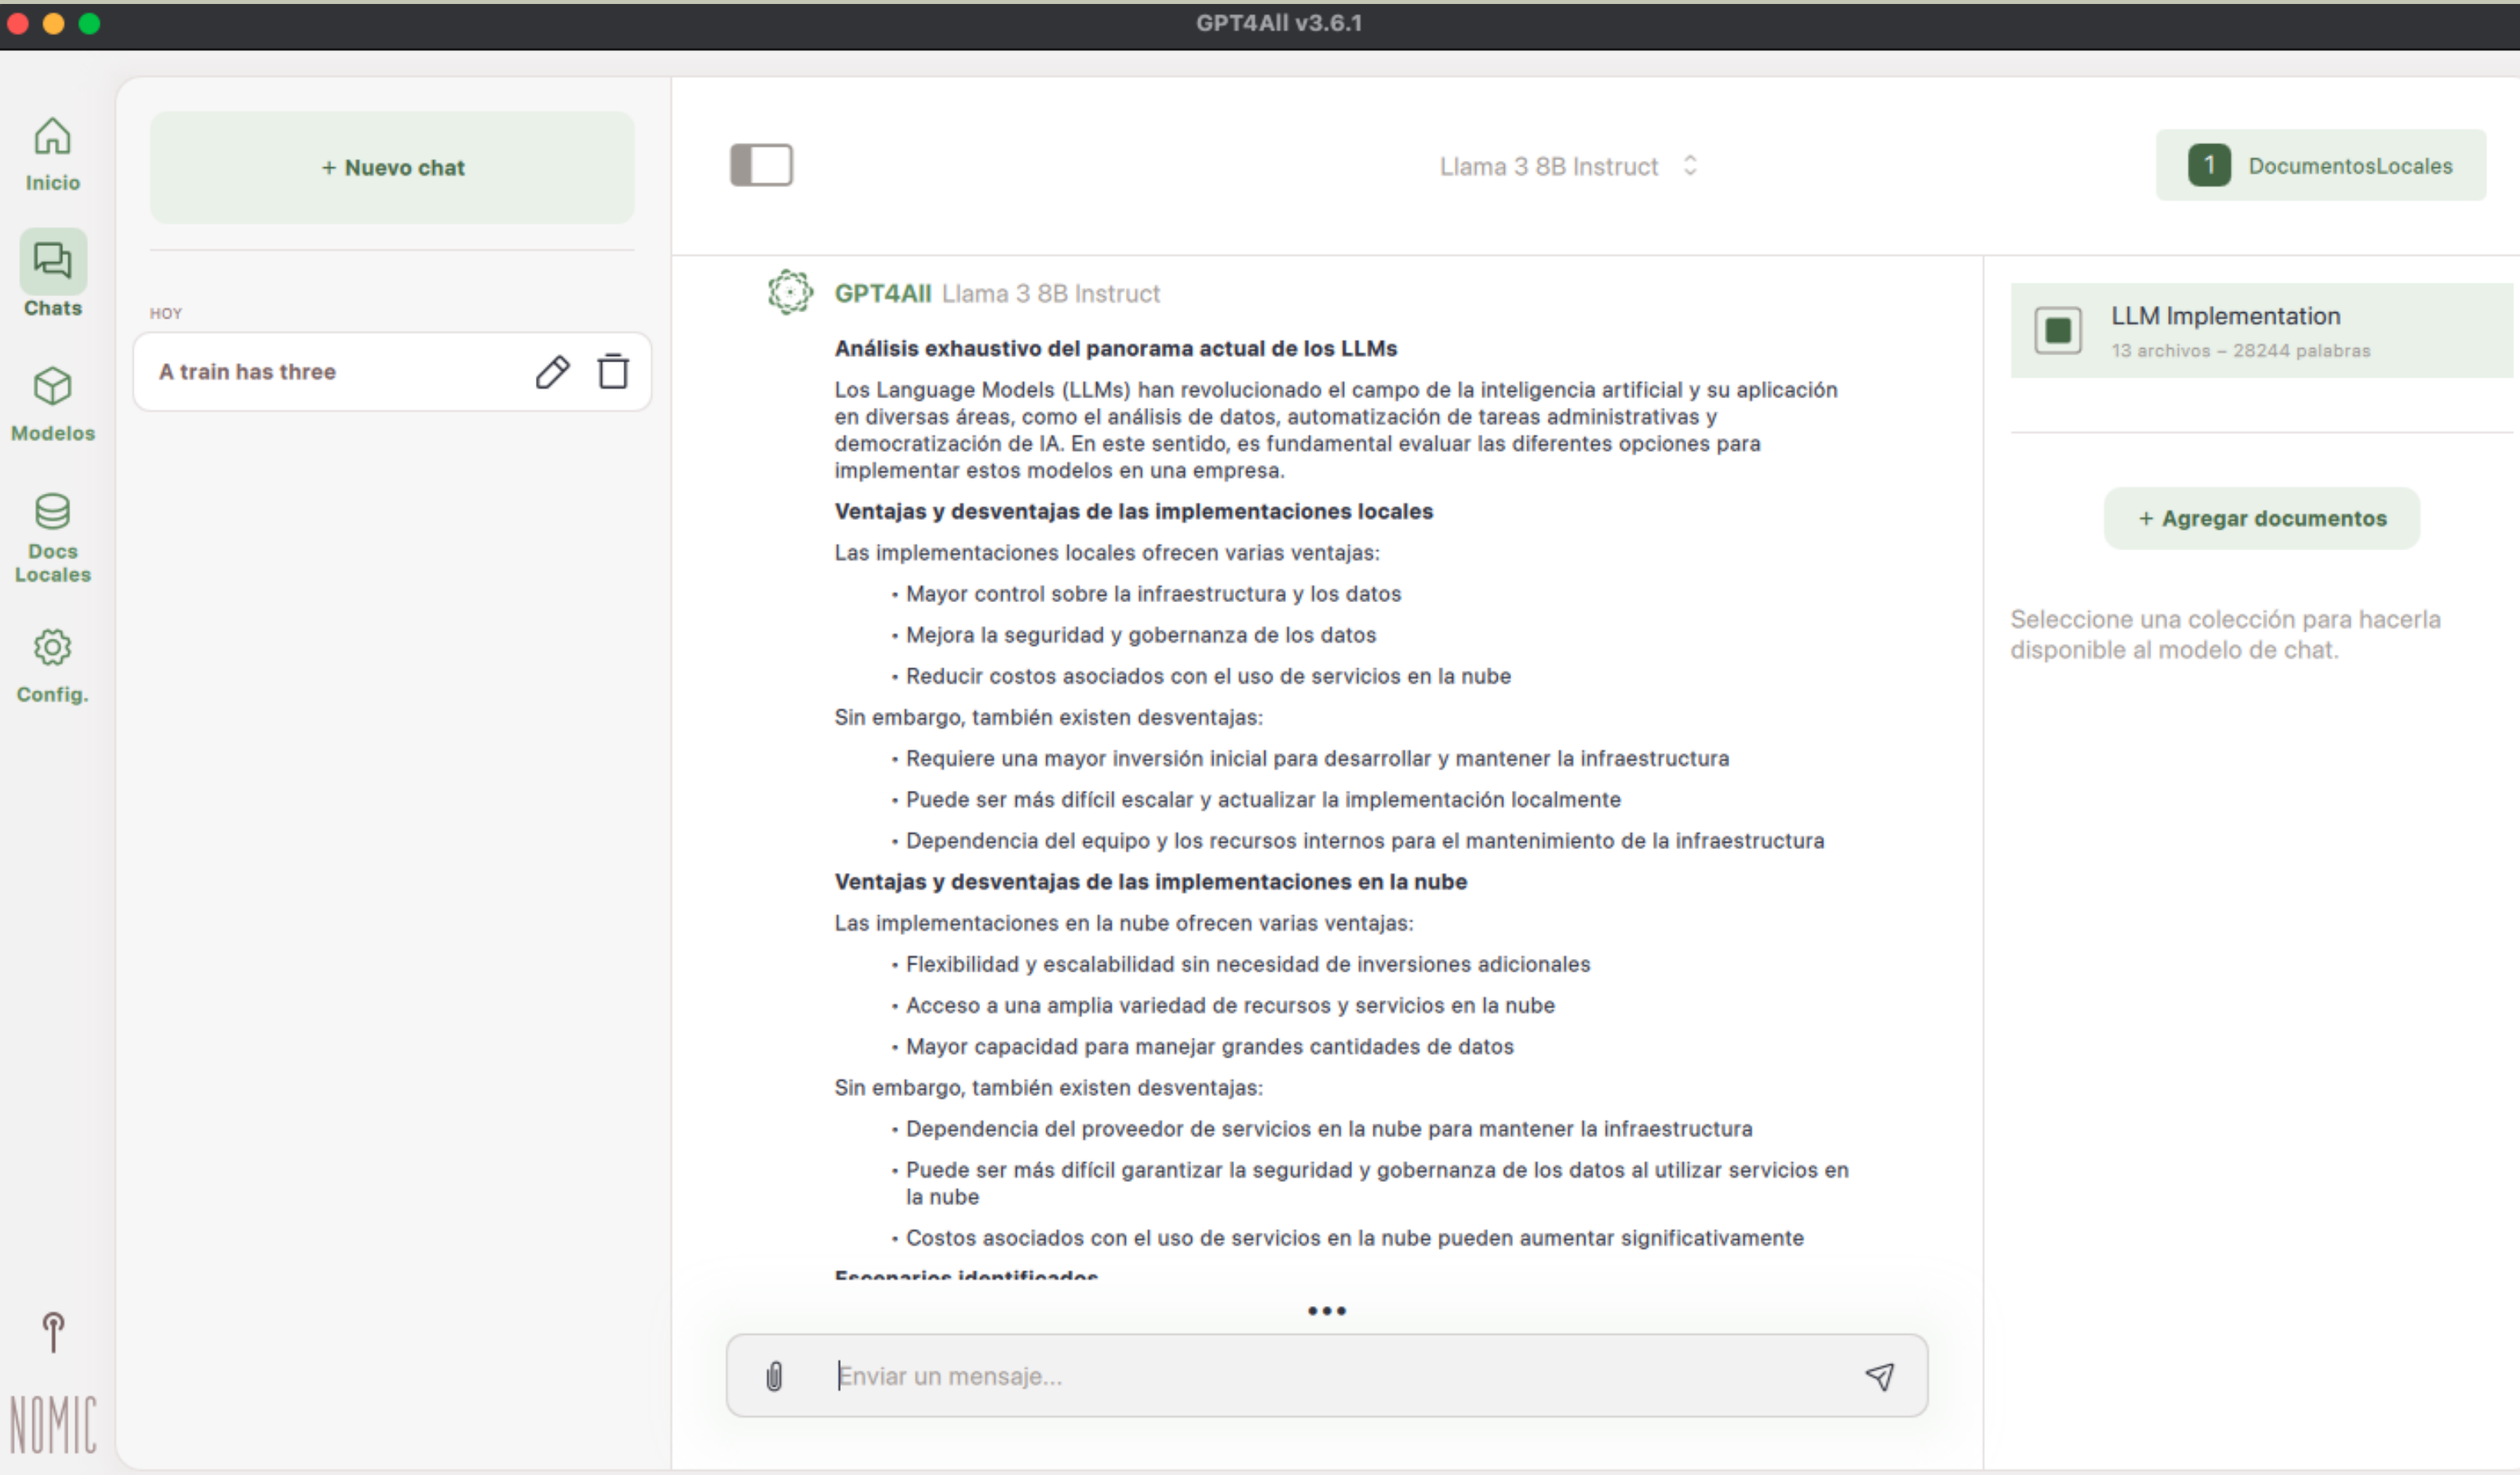 GPT4All v3.6.1
Inicio
Chats
Modelos
Docs
Locales
Config.
NOMIC
+ Nuevo chat
HOY
A train has three
Llama 3 8B Instruct
1 DocumentosLocales
GPT4All Llama 3 8B Instruct
Análisis exhaustivo del panorama actual de los LLMs
Los Language Models (LLMs) han revolucionado el campo de la inteligencia artificial y su aplicación
en diversas áreas, como el análisis de datos, automatización de tareas administrativas y
democratización de IA. En este sentido, es fundamental evaluar las diferentes opciones para
implementar estos modelos en una empresa.
Ventajas y desventajas de las implementaciones locales
Las implementaciones locales ofrecen varias ventajas:
• Mayor control sobre la infraestructura y los datos
• Mejora la seguridad y gobernanza de los datos
• Reducir costos asociados con el uso de servicios en la nube
Sin embargo, también existen desventajas:
• Requiere una mayor inversión inicial para desarrollar y mantener la infraestructura
• Puede ser más difícil escalar y actualizar la implementación localmente
• Dependencia del equipo y los recursos internos para el mantenimiento de la infraestructura
Ventajas y desventajas de las implementaciones en la nube
Las implementaciones en la nube ofrecen varias ventajas:
• Flexibilidad y escalabilidad sin necesidad de inversiones adicionales
• Acceso a una amplia variedad de recursos y servicios en la nube
• Mayor capacidad para manejar grandes cantidades de datos
Sin embargo, también existen desventajas:
• Dependencia del proveedor de servicios en la nube para mantener la infraestructura
• Puede ser más difícil garantizar la seguridad y gobernanza de los datos al utilizar servicios en
la nube
• Costos asociados con el uso de servicios en la nube pueden aumentar significativamente
Escenarios identificados
Enviar un mensaje...
LLM Implementation
13 archivos – 28244 palabras
+ Agregar documentos
Seleccione una colección para hacerla
disponible al modelo de chat.